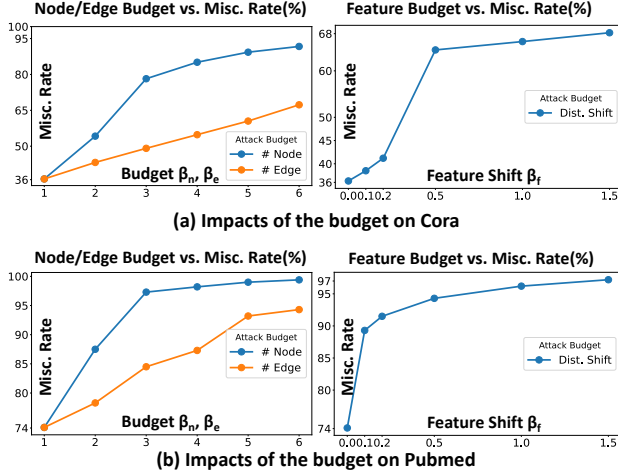 Node/Edge Budget vs. Misc. Rate(%)
100
95
80
65
50
36
Misc. Rate
Attack Budget
# Node
# Edge
Budget βn, βe
1 2 3 4 5 6
Feature Budget vs. Misc. Rate(%)
68
60
50
40
36
Misc. Rate
Attack Budget
Dist. Shift
Feature Shift βf
0.00.10.2 0.5 1.0 1.5
(a) Impacts of the budget on Cora
Node/Edge Budget vs. Misc. Rate(%)
100
95
90
85
80
74
Misc. Rate
Attack Budget
# Node
# Edge
Budget βn, βe
1 2 3 4 5 6
Feature Budget vs. Misc. Rate(%)
97
95
90
85
80
74
Misc. Rate
Attack Budget
Dist. Shift
Feature Shift βf
0.00.10.2 0.5 1.0 1.5
(b) Impacts of the budget on Pubmed